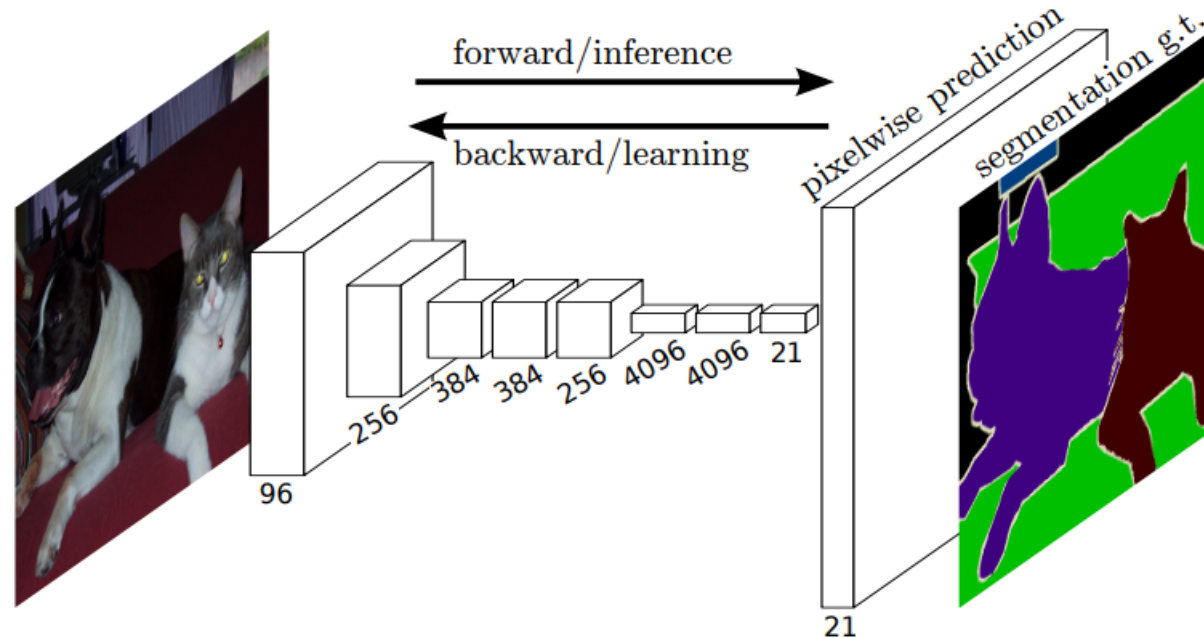 forward/inference
backward/learning
pixelwise prediction
segmentation g.t.
96
256
384
384
256
4096
4096
21
21